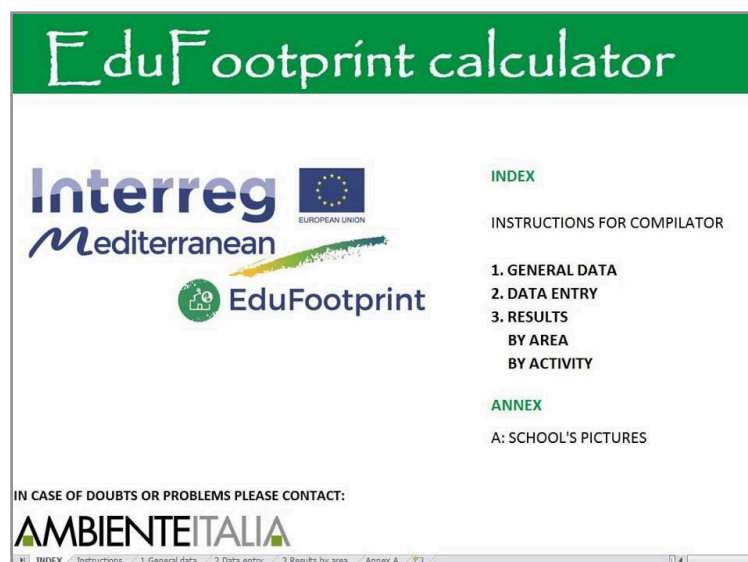 EduFootprint calculator
Interreg
EUROPEAN UNION
Mediterranean
EduFootprint
INDEX
INSTRUCTIONS FOR COMPILATOR
1. GENERAL DATA
2. DATA ENTRY
3. RESULTS
BY AREA
BY ACTIVITY
ANNEX
A: SCHOOL'S PICTURES
IN CASE OF DOUBTS OR PROBLEMS PLEASE CONTACT:
AMBIENTEITALIA
INDEX Instructions 1 General data 2 Data entry 3 Results by area Annex A